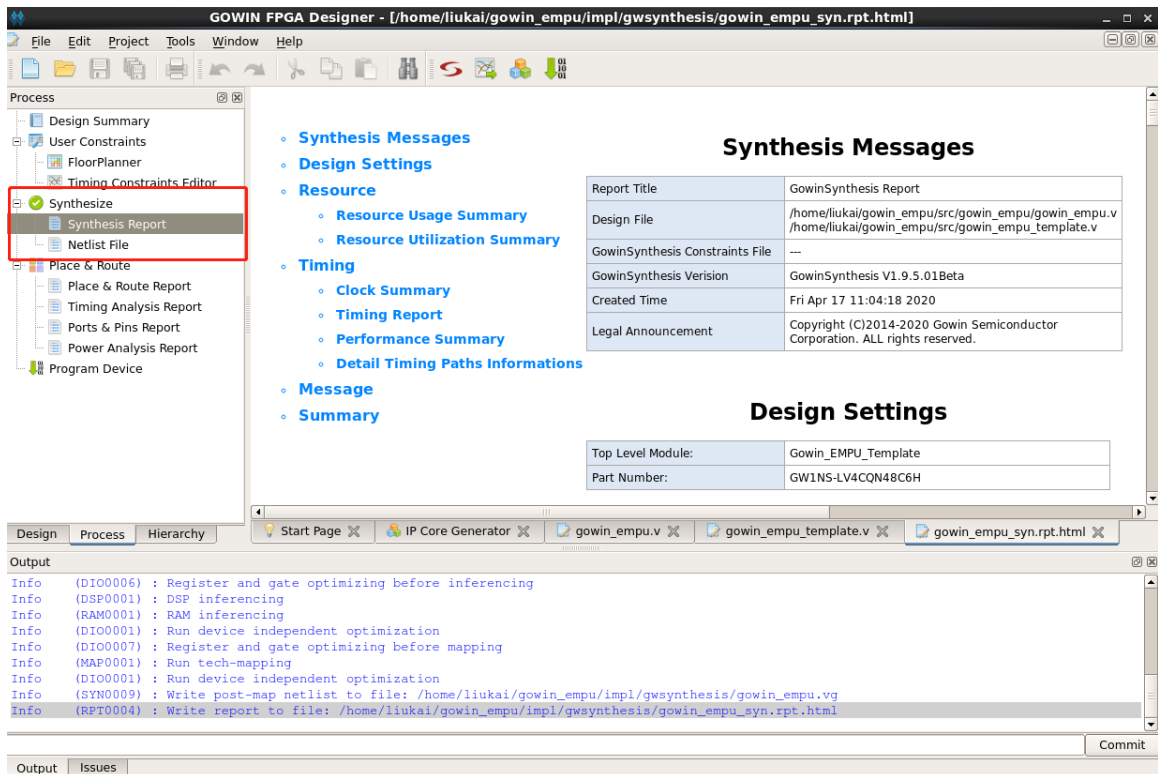 GOWIN FPGA Designer - [/home/liukai/gowin_empu/impl/gwsynthesis/gowin_empu_syn.rpt.html]
File Edit Project Tools Window Help
Process
Design Summary
User Constraints
FloorPlanner
Timing Constraints Editor
Synthesize
Synthesis Report
Netlist File
Place & Route
Place & Route Report
Timing Analysis Report
Ports & Pins Report
Power Analysis Report
Program Device
Design Process Hierarchy
Synthesis Messages
Design Settings
Resource
Resource Usage Summary
Resource Utilization Summary
Timing
Clock Summary
Timing Report
Performance Summary
Detail Timing Paths Informations
Message
Summary
Synthesis Messages
Report Title GowinSynthesis Report
Design File /home/liukai/gowin_empu/src/gowin_empu/gowin_empu.v
/home/liukai/gowin_empu/src/gowin_empu_template.v
GowinSynthesis Constraints File ---
GowinSynthesis Verision GowinSynthesis V1.9.5.01Beta
Created Time Fri Apr 17 11:04:18 2020
Legal Announcement Copyright (C)2014-2020 Gowin Semiconductor
Corporation. ALL rights reserved.
Design Settings
Top Level Module: Gowin_EMPU_Template
Part Number: GW1NS-LV4CQN48C6H
Start Page IP Core Generator gowin_empu.v gowin_empu_template.v gowin_empu_syn.rpt.html
Output
Info (DIO0006) : Register and gate optimizing before inferencing
Info (DSP0001) : DSP inferencing
Info (RAM0001) : RAM inferencing
Info (DIO0001) : Run device independent optimization
Info (DIO0007) : Register and gate optimizing before mapping
Info (MAP0001) : Run tech-mapping
Info (DIO0001) : Run device independent optimization
Info (SYN0009) : Write post-map netlist to file: /home/liukai/gowin_empu/impl/gwsynthesis/gowin_empu.vg
Info (RPT0004) : Write report to file: /home/liukai/gowin_empu/impl/gwsynthesis/gowin_empu_syn.rpt.html
Commit
Output Issues